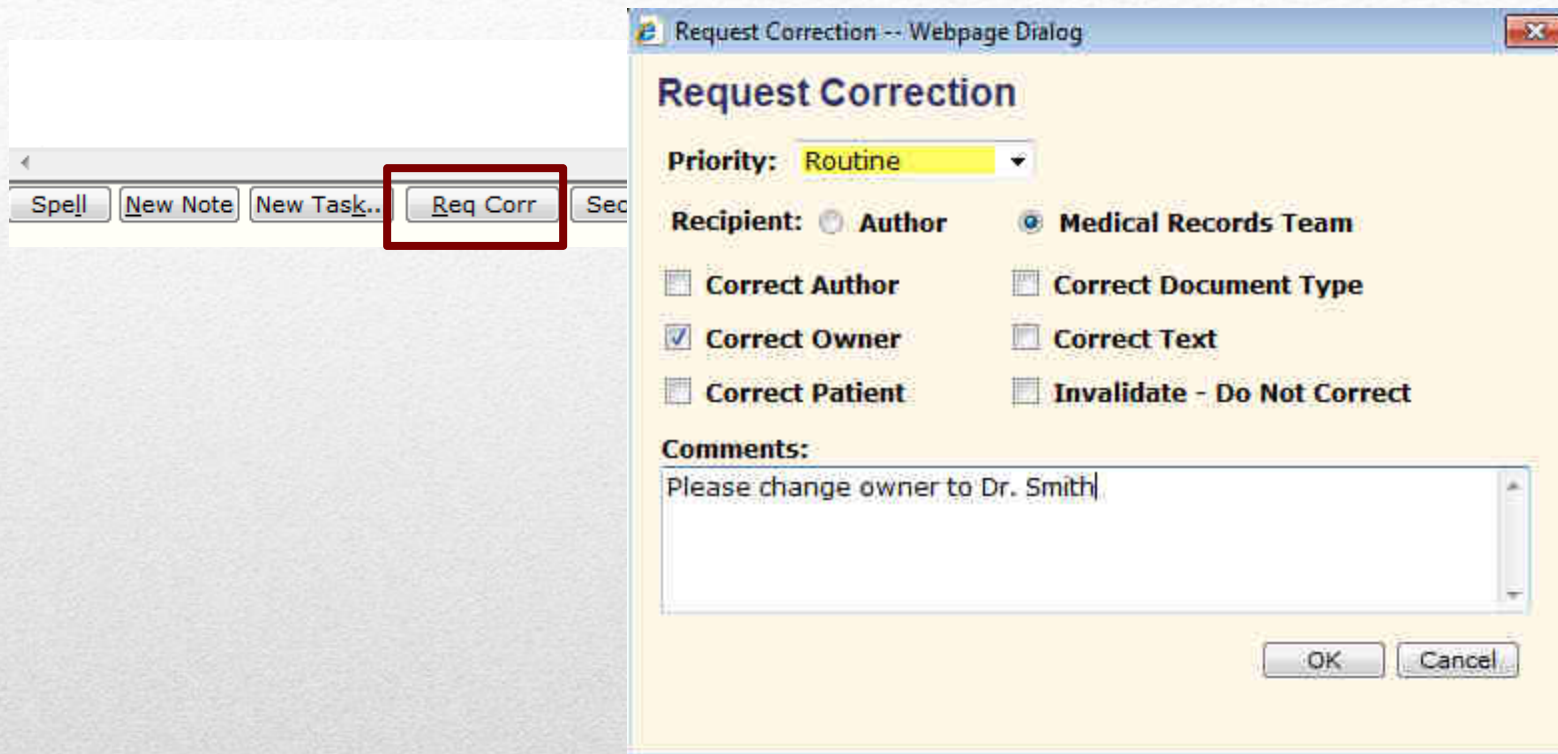 Spell New Note New Task.. Req Corr Sec
Request Correction -- Webpage Dialog
Request Correction
Priority: Routine
Recipient: Author Medical Records Team
Correct Author Correct Document Type
Correct Owner Correct Text
Correct Patient Invalidate - Do Not Correct
Comments:
Please change owner to Dr. Smith
OK Cancel